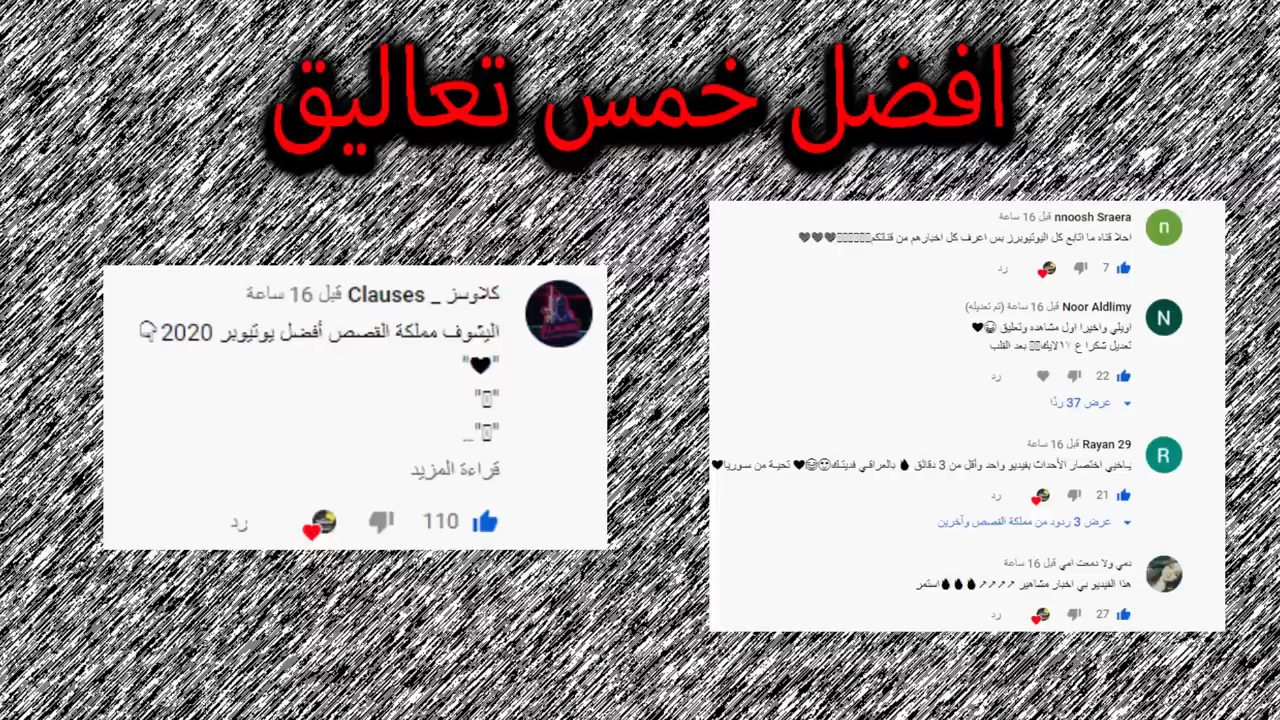 افضل خمس تعاليق
nnoosh Sraera قبل 16 ساعة
احلا قناه ما اتابع كل اليوتيوبرز بس اعرف كل اخبارهم من قناتكم🖤🖤🖤
7 رد
Noor Aldlimy قبل 16 ساعة (تم تعديله)
اويلي واخيرا اول مشاهده وتعليق 😀🖤
تعديل شكرا ع ١٧لايك بعد القلب
22 رد
عرض 37 ردًا
Rayan 29 قبل 16 ساعة
ياخيي اختصار الأحداث بفيديو واحد وأقل من 3 دقائق بالعراقي فديتك 🖤 تحية من سوريا🖤
21 رد
عرض 3 ردود من مملكة القصص وآخرين
دمي ولا دمعت امي قبل 16 ساعة
هذا الفيديو بي اخبار مشاهير ↗↗↗↗ استمر
27 رد
كلاوسز _ Clauses قبل 16 ساعة
اليشوف مملكة القصص أفضل يوتيوبر 2020 👇
"🖤"
"▯"
"▯"_
قراءة المزيد
110 رد